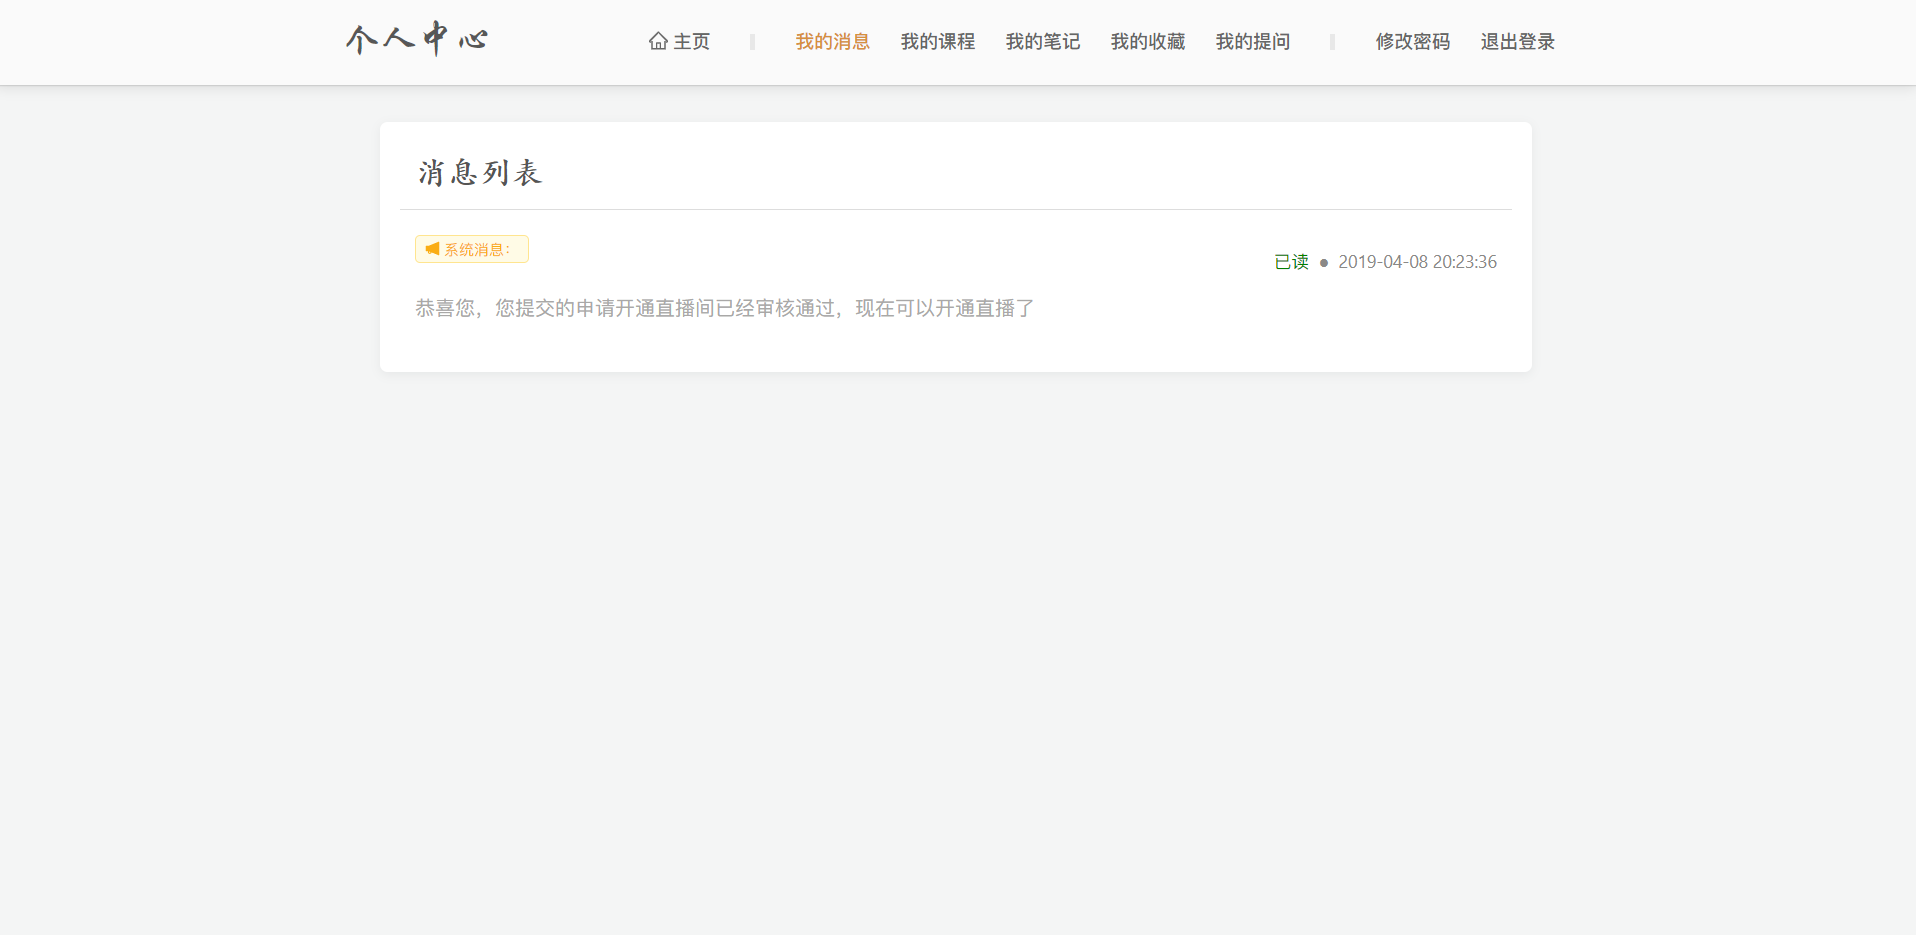 个人中心 主页 我的消息 我的课程 我的笔记 我的收藏 我的提问 修改密码 退出登录
消息列表
系统消息：
已读 ● 2019-04-08 20:23:36
恭喜您，您提交的申请开通直播间已经审核通过，现在可以开通直播了